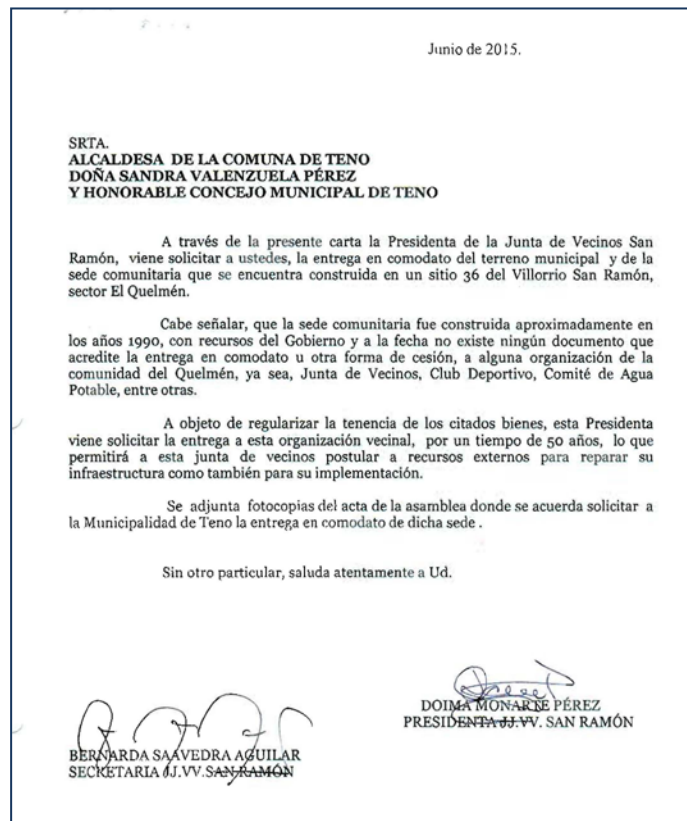 Junio de 2015.
SRTA.
ALCALDESA DE LA COMUNA DE TENO
DOÑA SANDRA VALENZUELA PÉREZ
Y HONORABLE CONCEJO MUNICIPAL DE TENO
A través de la presente carta la Presidenta de la Junta de Vecinos San
Ramón, viene solicitar a ustedes, la entrega en comodato del terreno municipal y de la
sede comunitaria que se encuentra construida en un sitio 36 del Villorrio San Ramón,
sector El Quelmén.
Cabe señalar, que la sede comunitaria fue construida aproximadamente en
los años 1990, con recursos del Gobierno y a la fecha no existe ningún documento que
acredite la entrega en comodato u otra forma de cesión, a alguna organización de la
comunidad del Quelmén, ya sea, Junta de Vecinos, Club Deportivo, Comité de Agua
Potable, entre otras.
A objeto de regularizar la tenencia de los citados bienes, esta Presidenta
viene solicitar la entrega a esta organización vecinal, por un tiempo de 50 años, lo que
permitirá a esta junta de vecinos postular a recursos externos para reparar su
infraestructura como también para su implementación.
Se adjunta fotocopias del acta de la asamblea donde se acuerda solicitar a
la Municipalidad de Teno la entrega en comodato de dicha sede .
Sin otro particular, saluda atentamente a Ud.
DOIMA MONARTE PÉREZ
PRESIDENTA JJ.VV. SAN RAMÓN
BERNARDA SAAVEDRA AGUILAR
SECRETARIA JJ.VV.SAN RAMÓN